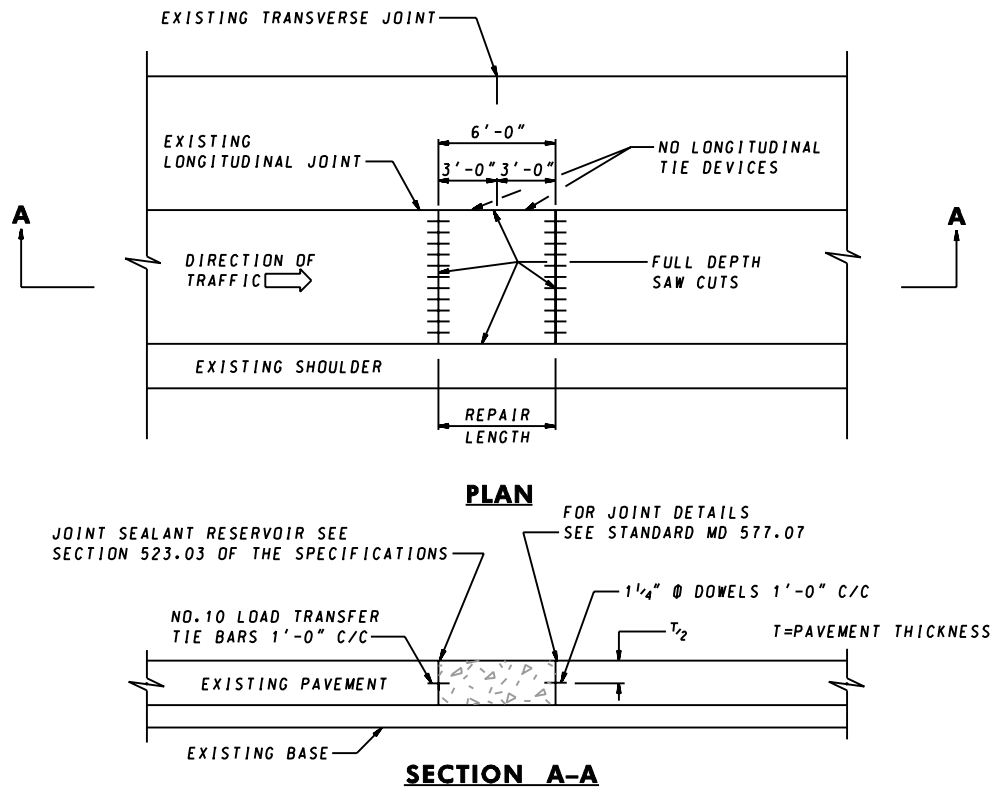 EXISTING TRANSVERSE JOINT
6'-0"
EXISTING
LONGITUDINAL JOINT
3'-0" 3'-0"
NO LONGITUDINAL
TIE DEVICES
A
A
DIRECTION OF
TRAFFIC
FULL DEPTH
SAW CUTS
EXISTING SHOULDER
REPAIR
LENGTH
PLAN
JOINT SEALANT RESERVOIR SEE
SECTION 523.03 OF THE SPECIFICATIONS
FOR JOINT DETAILS
SEE STANDARD MD 577.07
1 1/4" Φ DOWELS 1'-0" C/C
NO.10 LOAD TRANSFER
TIE BARS 1'-0" C/C
T/2
T=PAVEMENT THICKNESS
EXISTING PAVEMENT
EXISTING BASE
SECTION A-A